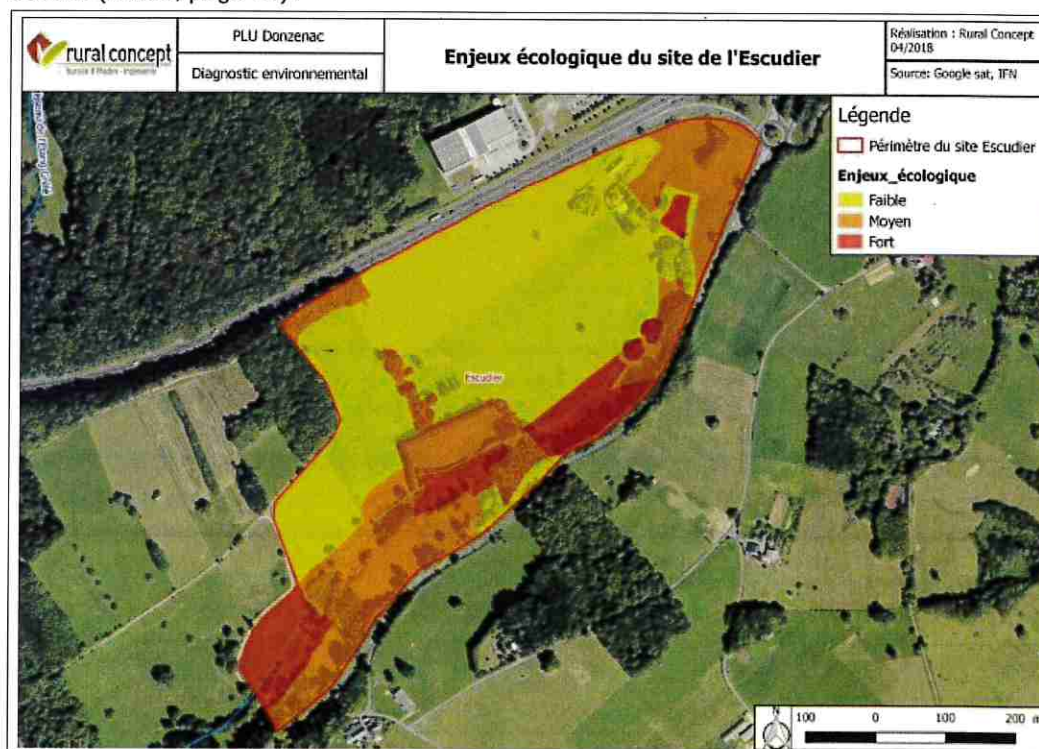 rural concept
PLU Donzenac
Diagnostic environnemental
Enjeux écologique du site de l'Escudier
Réalisation : Rural Concept
04/2018
Source: Google sat, IFN
Légende
Périmètre du site Escudier
Enjeux_écologique
Faible
Moyen
Fort
Escudier
N
100 0 100 200 m